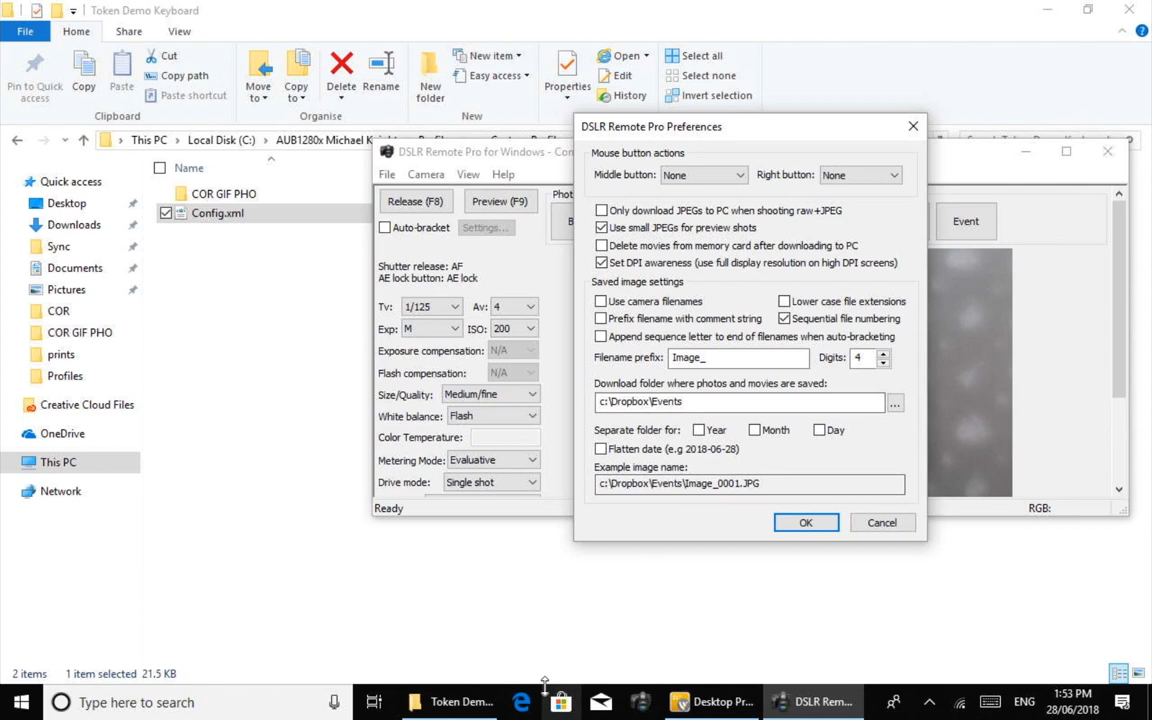 Token Demo Keyboard
File Home Share View
Pin to Quick access
Copy
Paste
Cut
Copy path
Paste shortcut
Clipboard
Move to
Copy to
Delete
Rename
Organise
New folder
New item
Easy access
New
Properties
Open
Edit
History
Open
Select all
Select none
Invert selection
This PC > Local Disk (C:) > AUB1280x Michael
Name
COR GIF PHO
Config.xml
Quick access
Desktop
Downloads
Sync
Documents
Pictures
COR
COR GIF PHO
prints
Profiles
Creative Cloud Files
OneDrive
This PC
Network
2 items 1 item selected 21.5 KB
DSLR Remote Pro for Windows - Con
File Camera View Help
Release (F8) Preview (F9) Phot
Auto-bracket Settings... B Event
Shutter release: AF
AE lock button: AE lock
Tv: 1/125 Av: 4
Exp: M ISO: 200
Exposure compensation: N/A
Flash compensation: N/A
Size/Quality: Medium/fine
White balance: Flash
Color Temperature:
Metering Mode: Evaluative
Drive mode: Single shot
Ready RGB:
DSLR Remote Pro Preferences
Mouse button actions
Middle button: None Right button: None
Only download JPEGs to PC when shooting raw+JPEG
Use small JPEGs for preview shots
Delete movies from memory card after downloading to PC
Set DPI awareness (use full display resolution on high DPI screens)
Saved image settings
Use camera filenames Lower case file extensions
Prefix filename with comment string Sequential file numbering
Append sequence letter to end of filenames when auto-bracketing
Filename prefix: Image_ Digits: 4
Download folder where photos and movies are saved:
c:\Dropbox\Events ...
Separate folder for: Year Month Day
Flatten date (e.g 2018-06-28)
Example image name:
c:\Dropbox\Events\Image_0001.JPG
OK Cancel
Type here to search
Token Dem...
Desktop Pr...
DSLR Rem...
ENG
1:53 PM
28/06/2018